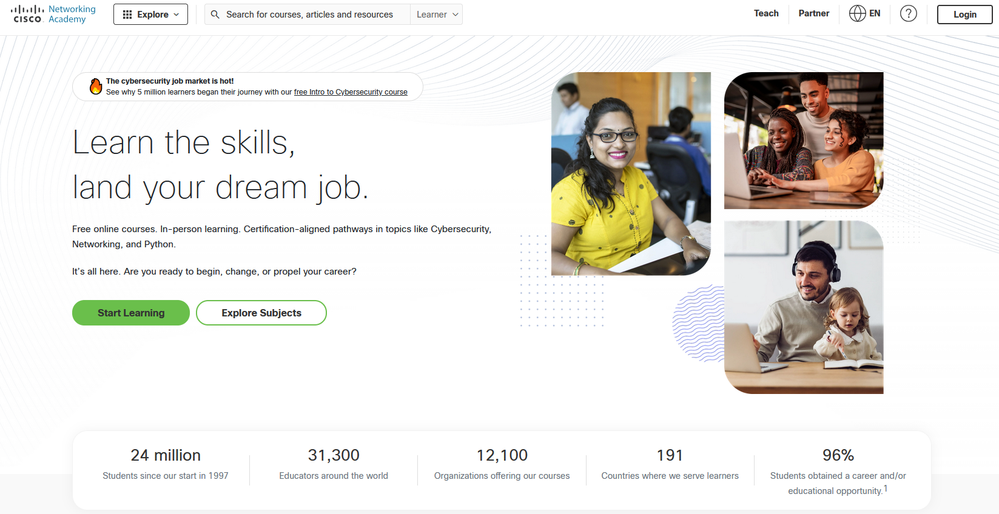 CISCO Networking Academy
Explore
Search for courses, articles and resources
Learner
Teach
Partner
EN
?
Login
The cybersecurity job market is hot!
See why 5 million learners began their journey with our free Intro to Cybersecurity course
Learn the skills,
land your dream job.
Free online courses. In-person learning. Certification-aligned pathways in topics like Cybersecurity,
Networking, and Python.
It's all here. Are you ready to begin, change, or propel your career?
Start Learning
Explore Subjects
24 million
Students since our start in 1997
31,300
Educators around the world
12,100
Organizations offering our courses
191
Countries where we serve learners
96%
Students obtained a career and/or
educational opportunity.1